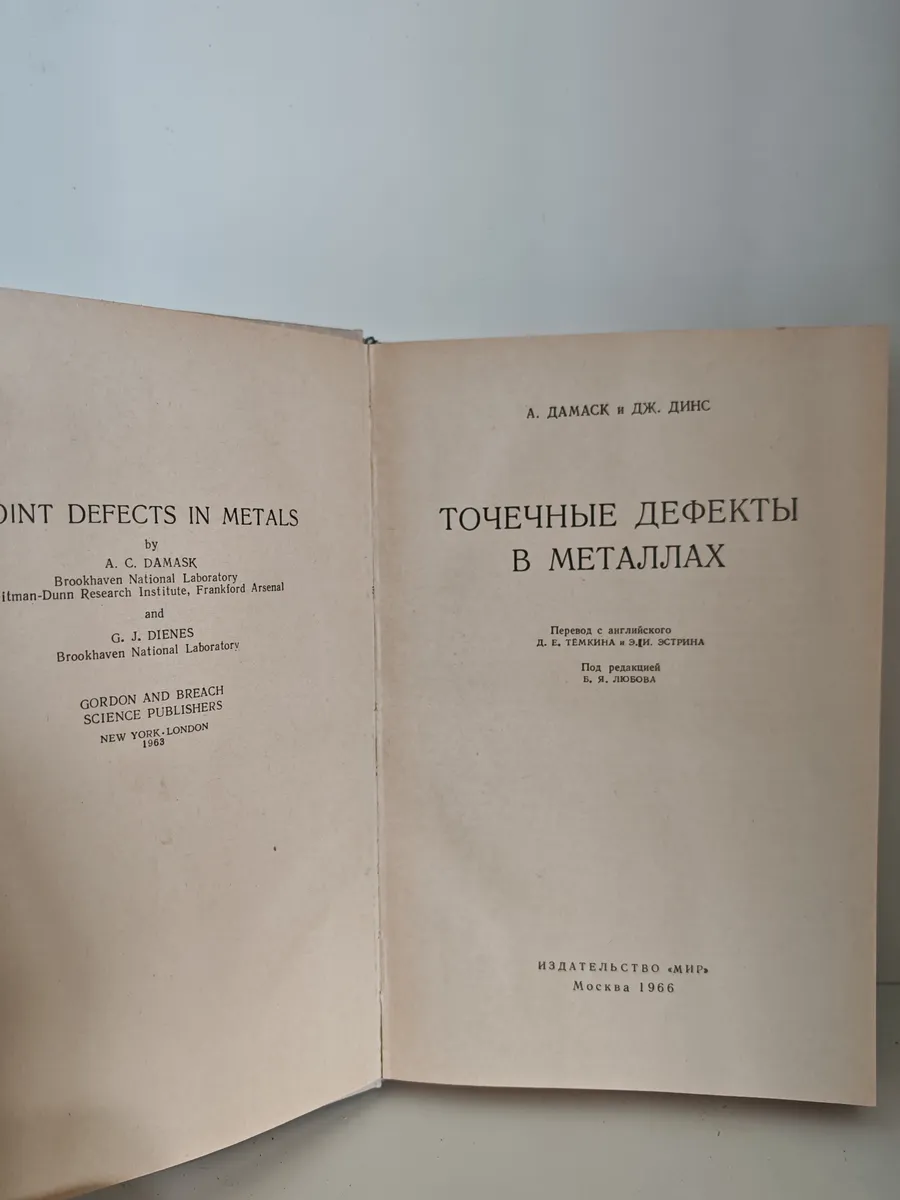 OINT DEFECTS IN METALS
by
A. C. DAMASK
Brookhaven National Laboratory
itman-Dunn Research Institute, Frankford Arsenal
and
G. J. DIENES
Brookhaven National Laboratory
GORDON AND BREACH
SCIENCE PUBLISHERS
NEW YORK-LONDON
1963
А. ДАМАСК и ДЖ. ДИНС
ТОЧЕЧНЫЕ ДЕФЕКТЫ
В МЕТАЛЛАХ
Перевод с английского
Д. Е. ТЕМКИНА и Э. И. ЭСТРИНА
Под редакцией
Б. Я. ЛЮБОВА
ИЗДАТЕЛЬСТВО «МИР»
Москва 1966